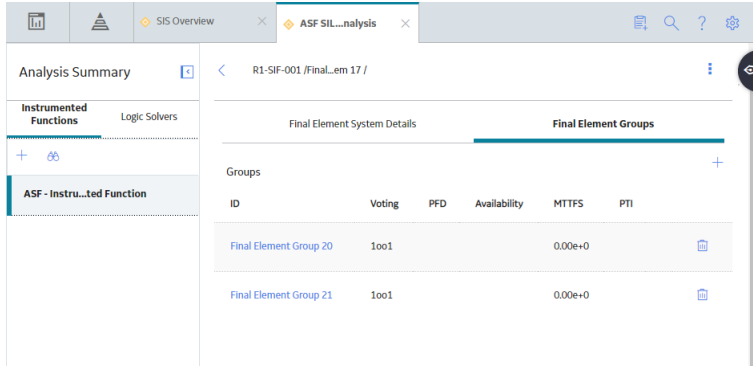 SIS Overview
ASF SIL...nalysis
?
Analysis Summary
R1-SIF-001 /Final...em 17 /
Instrumented Functions
Logic Solvers
Final Element System Details
Final Element Groups
Groups
ASF - Instru...ted Function
ID Voting PFD Availability MTTFS PTI
Final Element Group 20 1oo1 0.00e+0
Final Element Group 21 1oo1 0.00e+0